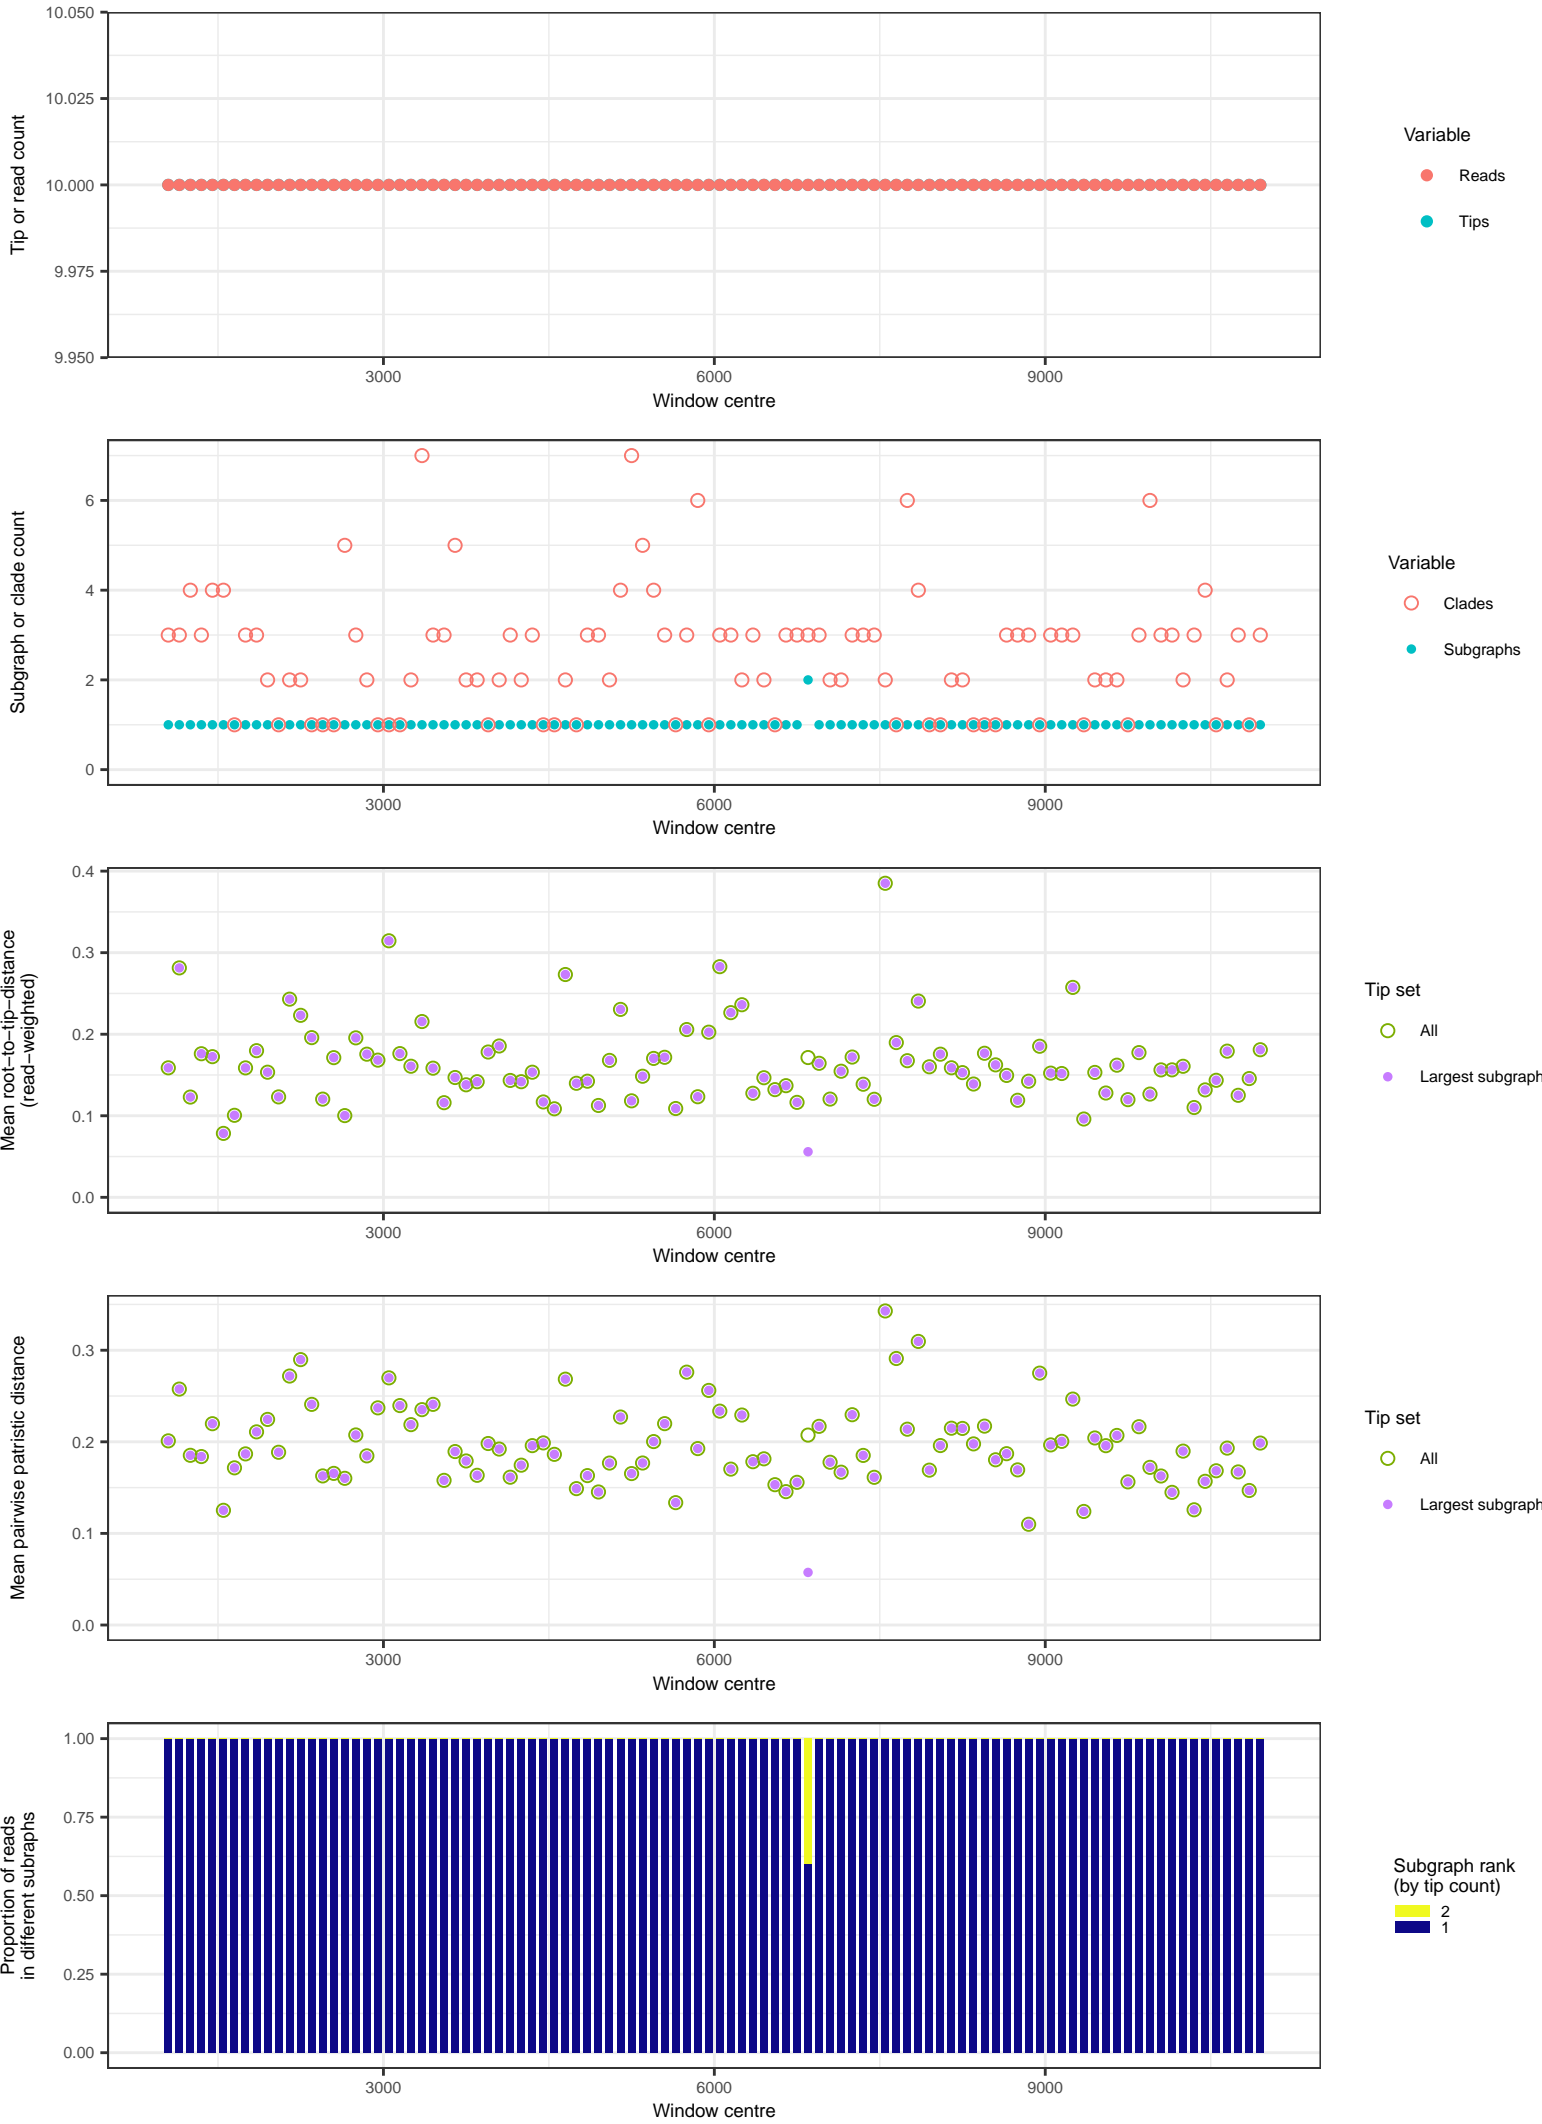 10.050
10.025
10.000
9.975
9.950
Tip or read count
3000
6000
9000
Window centre
Variable
Reads
Tips
6
4
2
0
Subgraph or clade count
3000
6000
9000
Window centre
Variable
Clades
Subgraphs
0.4
0.3
0.2
0.1
0.0
Mean root−to−tip−distance
(read−weighted)
3000
6000
9000
Window centre
Tip set
All
Largest subgraph
0.3
0.2
0.1
0.0
Mean pairwise patristic distance
3000
6000
9000
Window centre
Tip set
All
Largest subgraph
1.00
0.75
0.50
0.25
0.00
Proportion of reads
in different subraphs
3000
6000
9000
Window centre
Subgraph rank
(by tip count)
2
1